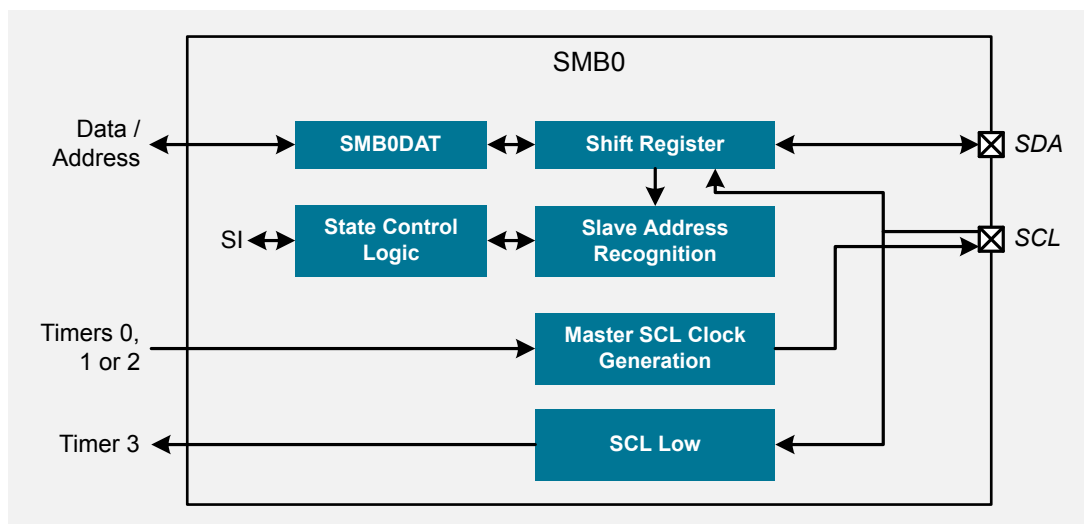 SMB0
Data /
Address
SMB0DAT
Shift Register
SDA
SI
State Control
Logic
Slave Address
Recognition
SCL
Timers 0,
1 or 2
Master SCL Clock
Generation
Timer 3
SCL Low